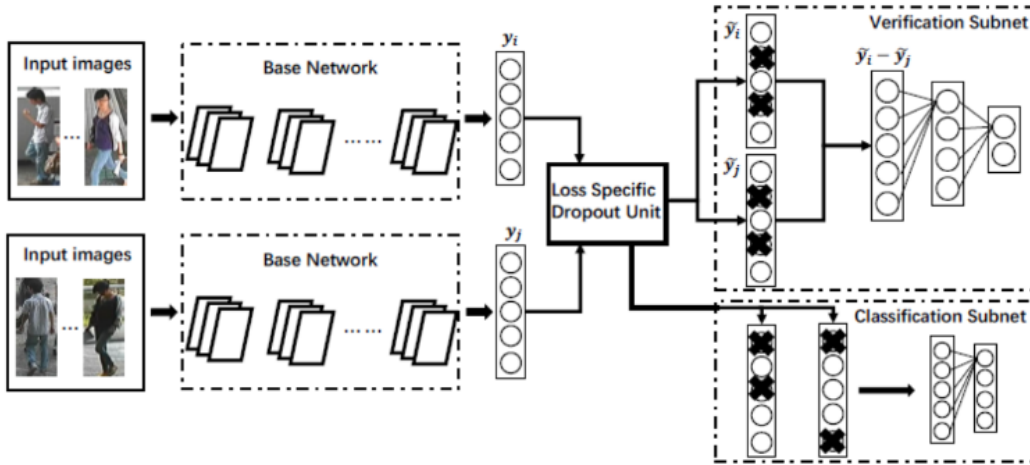 Input images
...
Base Network
... ...
y_i
Input images
...
Base Network
... ...
y_j
Loss Specific
Dropout Unit
Verification Subnet
ỹ_i
ỹ_i − ỹ_j
ỹ_j
Classification Subnet